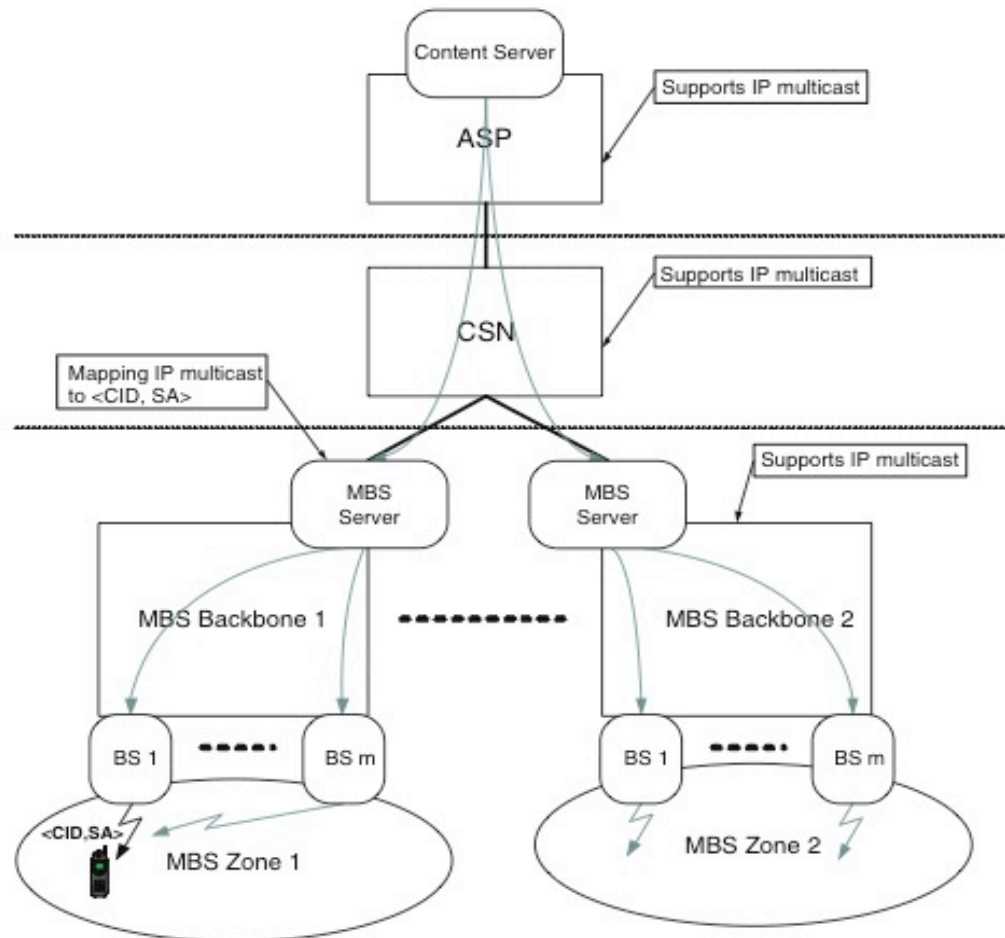 Content Server
Supports IP multicast
ASP
Supports IP multicast
CSN
Mapping IP multicast
to <CID, SA>
Supports IP multicast
MBS
Server
MBS
Server
MBS Backbone 1
MBS Backbone 2
BS 1
BS m
BS 1
BS m
<CID,SA>
MBS Zone 1
MBS Zone 2